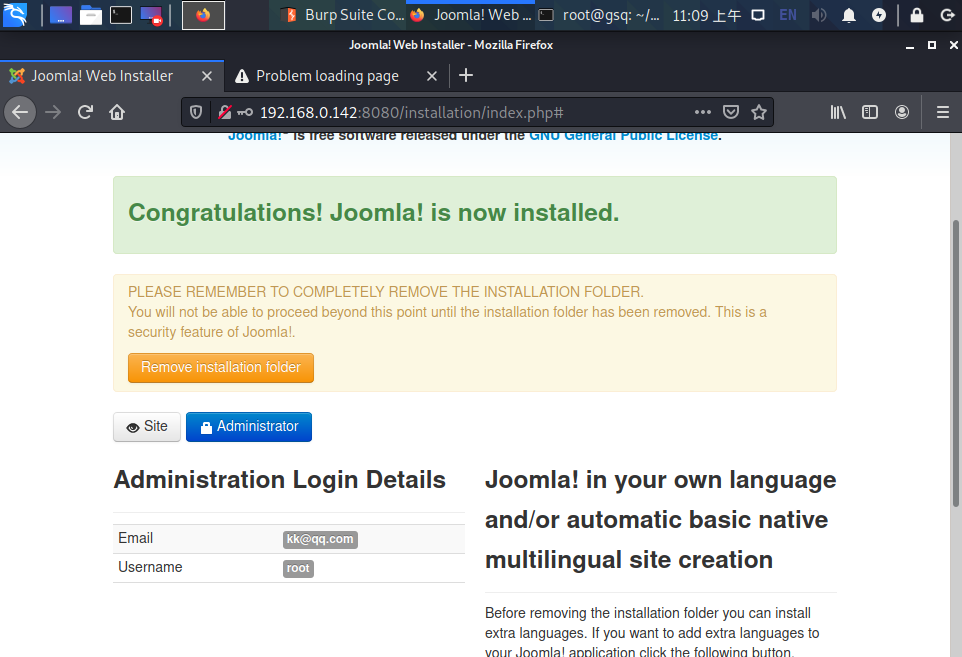 Burp Suite Co...
Joomla! Web ...
root@gsq: ~/...
11:09 上午
EN
Joomla! Web Installer - Mozilla Firefox
Joomla! Web Installer
Problem loading page
192.168.0.142:8080/installation/index.php#
Joomla!® is free software released under the GNU General Public License.
Congratulations! Joomla! is now installed.
PLEASE REMEMBER TO COMPLETELY REMOVE THE INSTALLATION FOLDER.
You will not be able to proceed beyond this point until the installation folder has been removed. This is a
security feature of Joomla!.
Remove installation folder
Site
Administrator
Administration Login Details
Email kk@qq.com
Username root
Joomla! in your own language
and/or automatic basic native
multilingual site creation
Before removing the installation folder you can install
extra languages. If you want to add extra languages to
your Joomla! application click the following button.